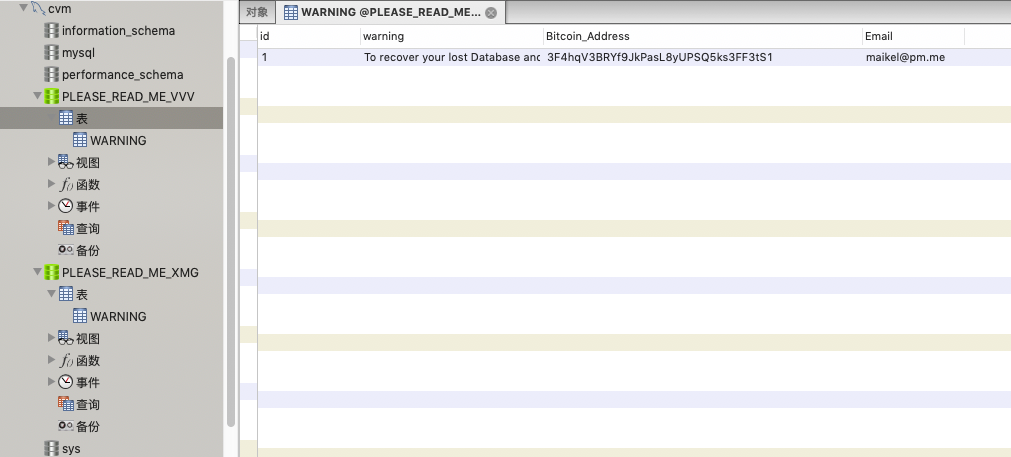 cvm
information_schema
mysql
performance_schema
PLEASE_READ_ME_VVV
表
WARNING
视图
函数
事件
查询
备份
PLEASE_READ_ME_XMG
表
WARNING
视图
函数
事件
查询
备份
sys
对象 WARNING @PLEASE_READ_ME...
id warning Bitcoin_Address Email
1 To recover your lost Database anc 3F4hqV3BRYf9JkPasL8yUPSQ5ks3FF3tS1 maikel@pm.me